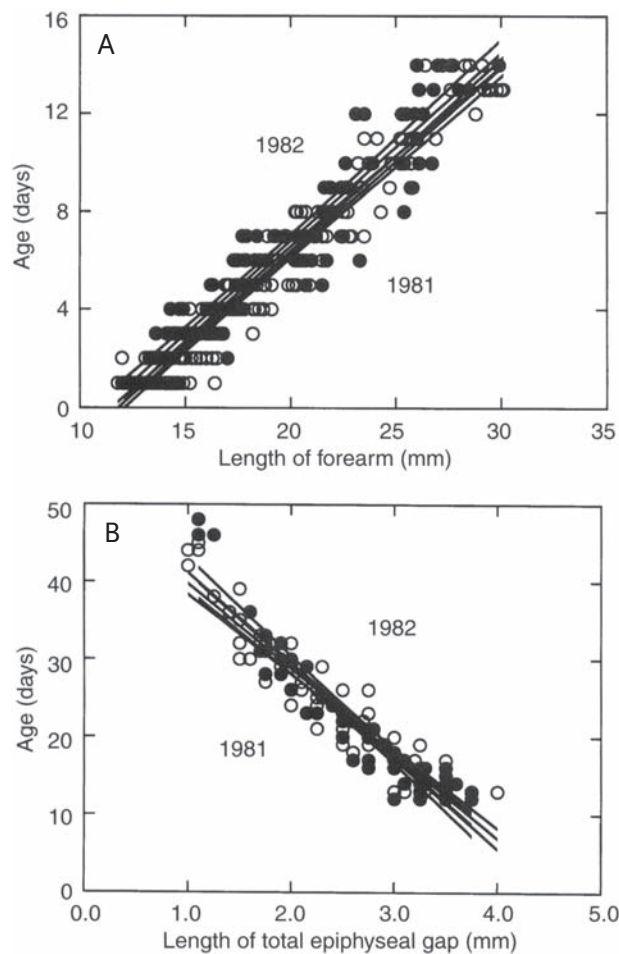 A
16
12
8
4
0
Age (days)
1982
1981
10 15 20 25 30 35
Length of forearm (mm)
B
50
40
30
20
10
0
Age (days)
1982
1981
0.0 1.0 2.0 3.0 4.0 5.0
Length of total epiphyseal gap (mm)